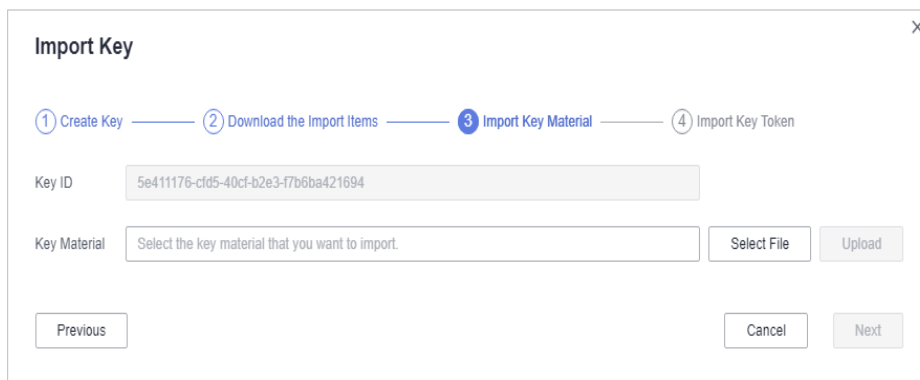 Import Key
1 Create Key 2 Download the Import Items 3 Import Key Material 4 Import Key Token
Key ID 5e411176-cfd5-40cf-b2e3-f7b6ba421694
Key Material Select the key material that you want to import. Select File Upload
Previous Cancel Next